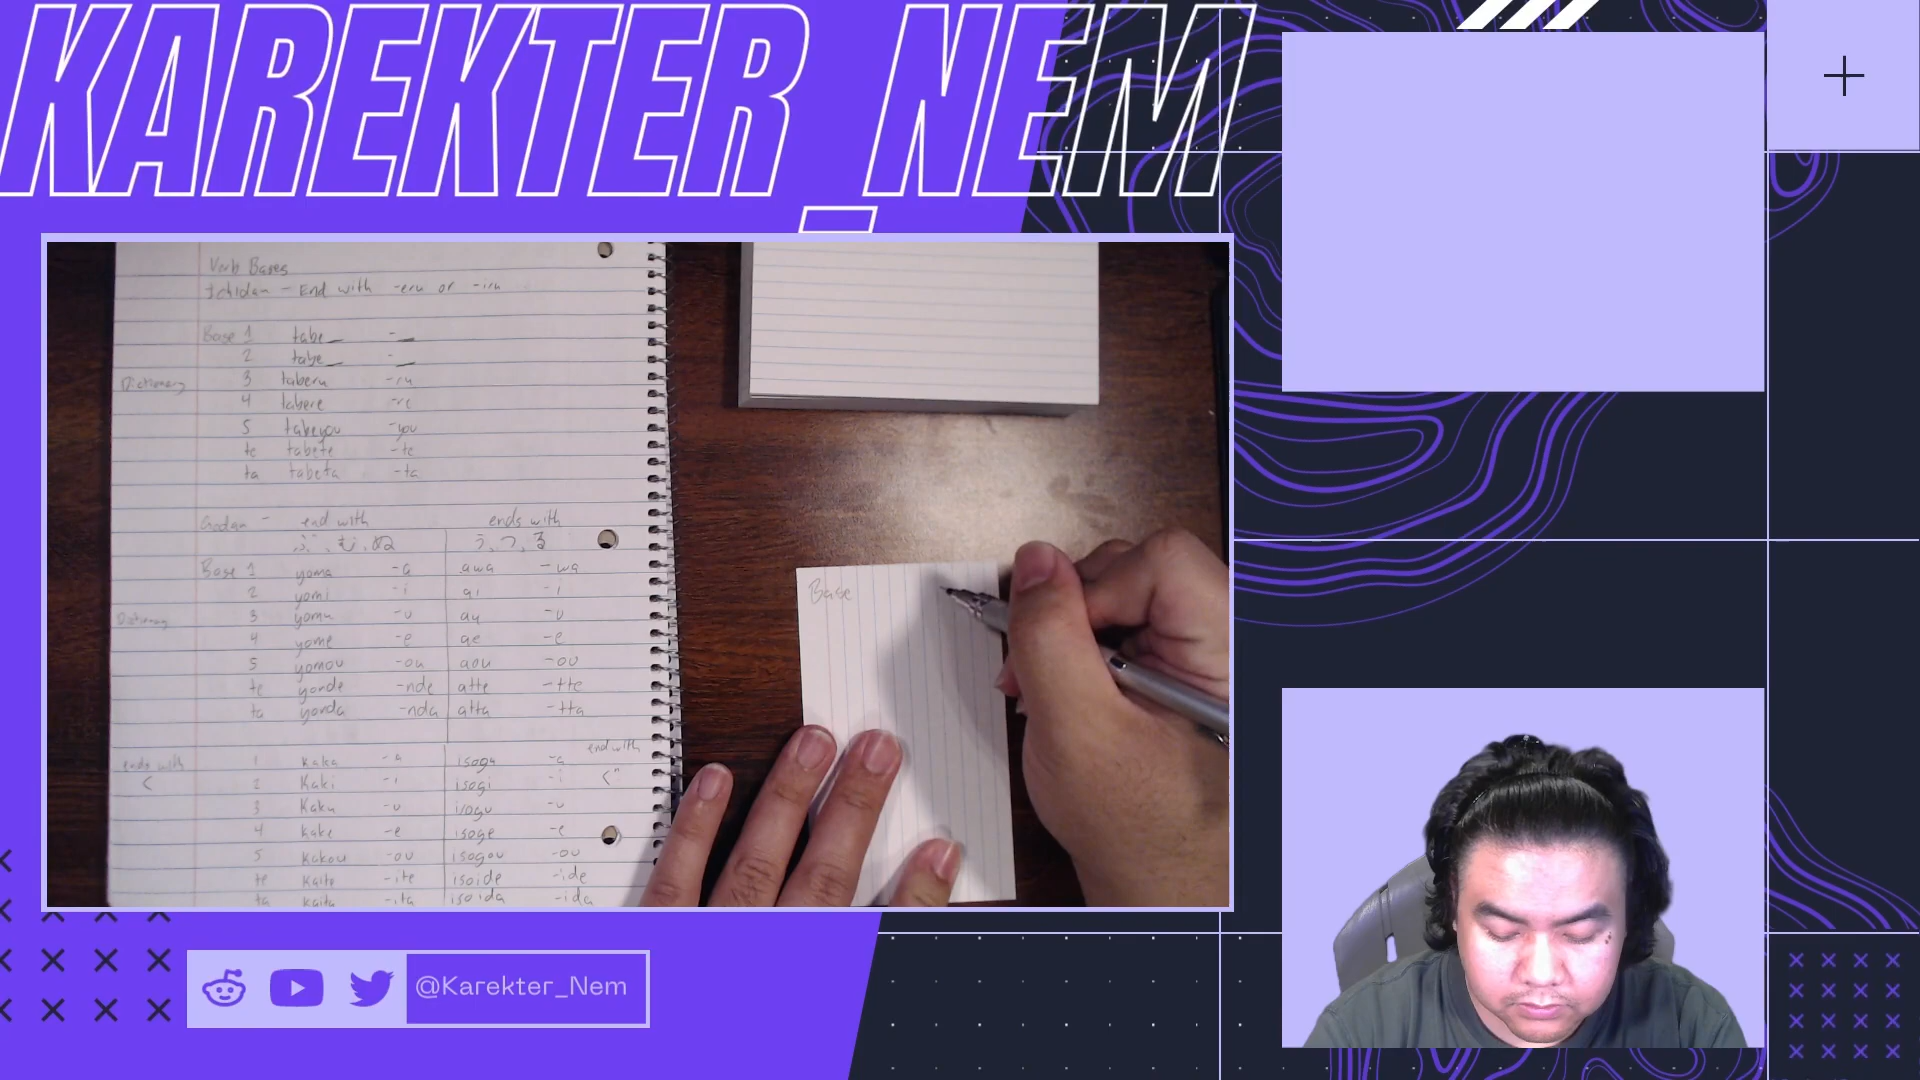 KAREKTER_NEM
Verb Bases
Ichidan - End with -eru or -iru
Base 1 tabe_ -_
2 tabe_ -_
Dictionary 3 taberu -ru
4 tabere -re
5 tabeyou -you
te tabete -te
ta tabeta -ta
Godan - end with ends with
ぶ、む、ぬ う、つ、る
Base 1 yoma -a awa -wa
2 yomi -i ai -i
Dictionary 3 yomu -u au -u
4 yome -e ae -e
5 yomou -ou aou -ou
te yonde -nde atte -tte
ta yonda -nda atta -tta
end with
ends with 1 kaka -a isoga -a
く 2 kaki -i isogi -i ぐ
3 kaku -u isogu -u
4 kake -e isoge -e
5 kakou -ou isogou -ou
te kaite -ite isoide -ide
ta kaita -ita isoida -ida
Base
@Karekter_Nem